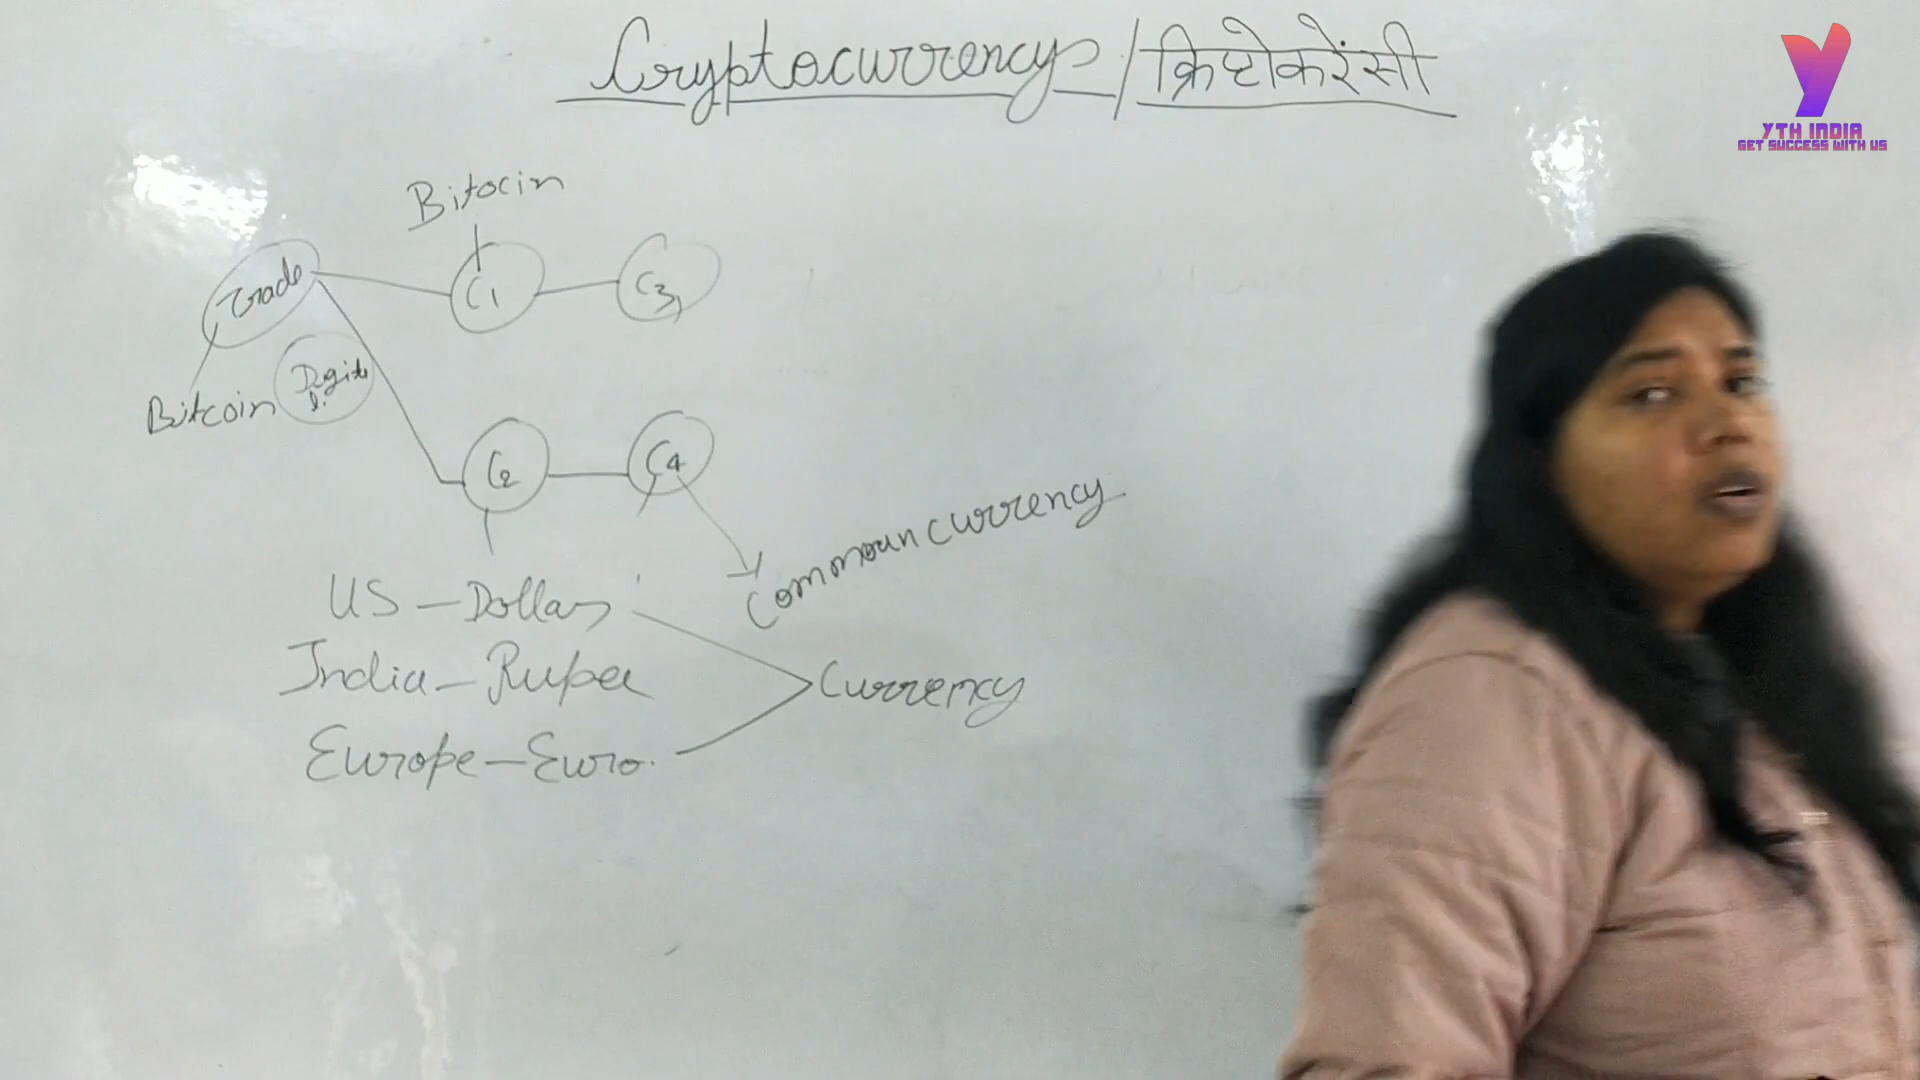 Cryptocurrency / क्रिप्टोकरेंसी
YTH INDIA
GET SUCCESS WITH US
Bitocin
Trade
C1
C3
Bitcoin
Digita
l.
C2
C4
Commoun currency
US - Dollar
India - Rupee
Currency
Europe - Euro.